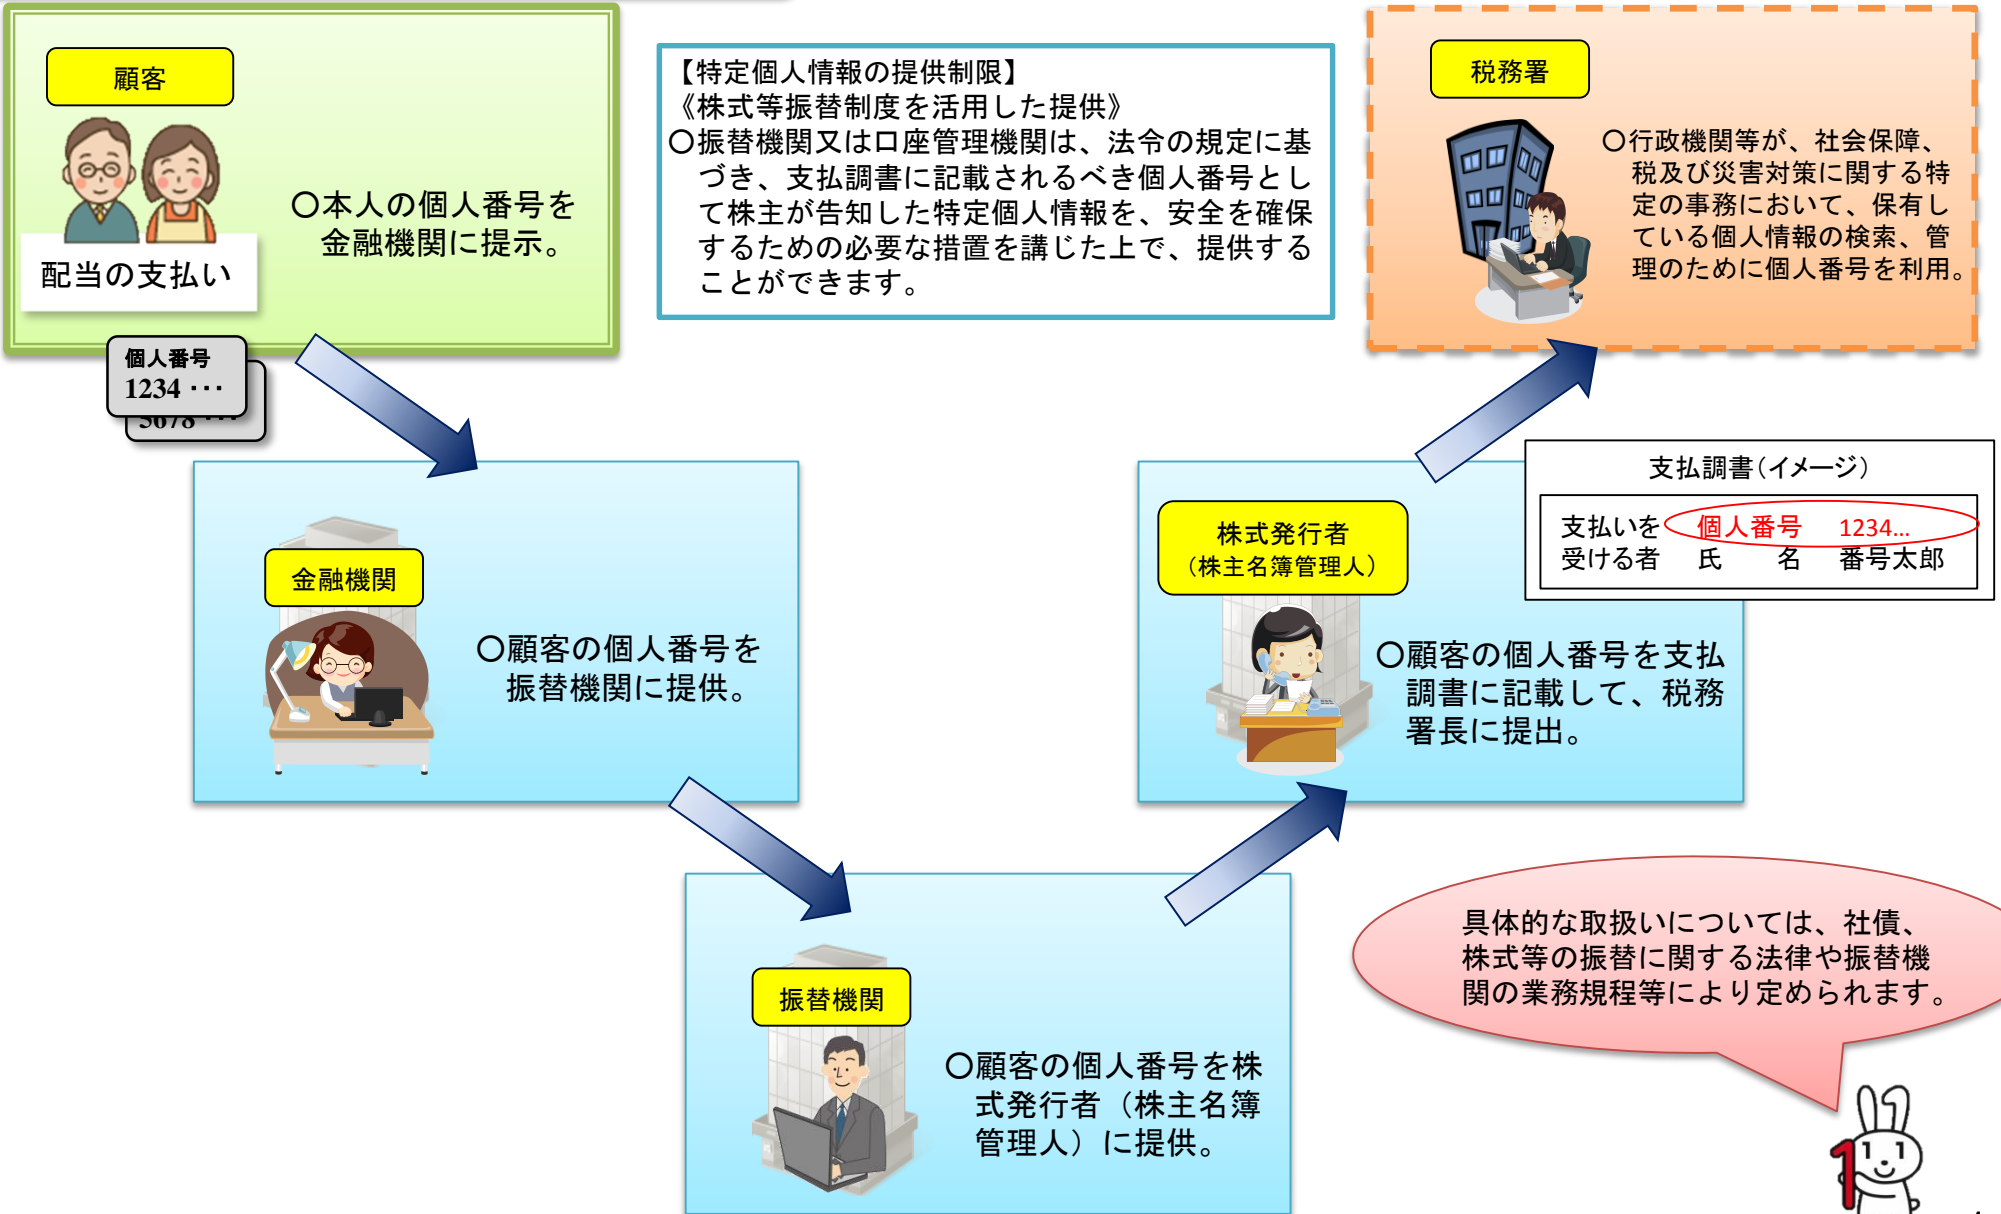 顧客
配当の支払い
〇本人の個人番号を
金融機関に提示。
個人番号
1234 ･･･
5678 ･･･
【特定個人情報の提供制限】
《株式等振替制度を活用した提供》
〇振替機関又は口座管理機関は、法令の規定に基
づき、支払調書に記載されるべき個人番号とし
て株主が告知した特定個人情報を、安全を確保
するための必要な措置を講じた上で、提供する
ことができます。
税務署
〇行政機関等が、社会保障、
税及び災害対策に関する特
定の事務において、保有し
ている個人情報の検索、管
理のために個人番号を利用。
金融機関
〇顧客の個人番号を
振替機関に提供。
株式発行者
（株主名簿管理人）
〇顧客の個人番号を支払
調書に記載して、税務
署長に提出。
支払調書（イメージ）
支払いを 個人番号 1234…
受ける者 氏 名 番号太郎
振替機関
〇顧客の個人番号を株
式発行者（株主名簿
管理人）に提供。
具体的な取扱いについては、社債、
株式等の振替に関する法律や振替機
関の業務規程等により定められます。
1